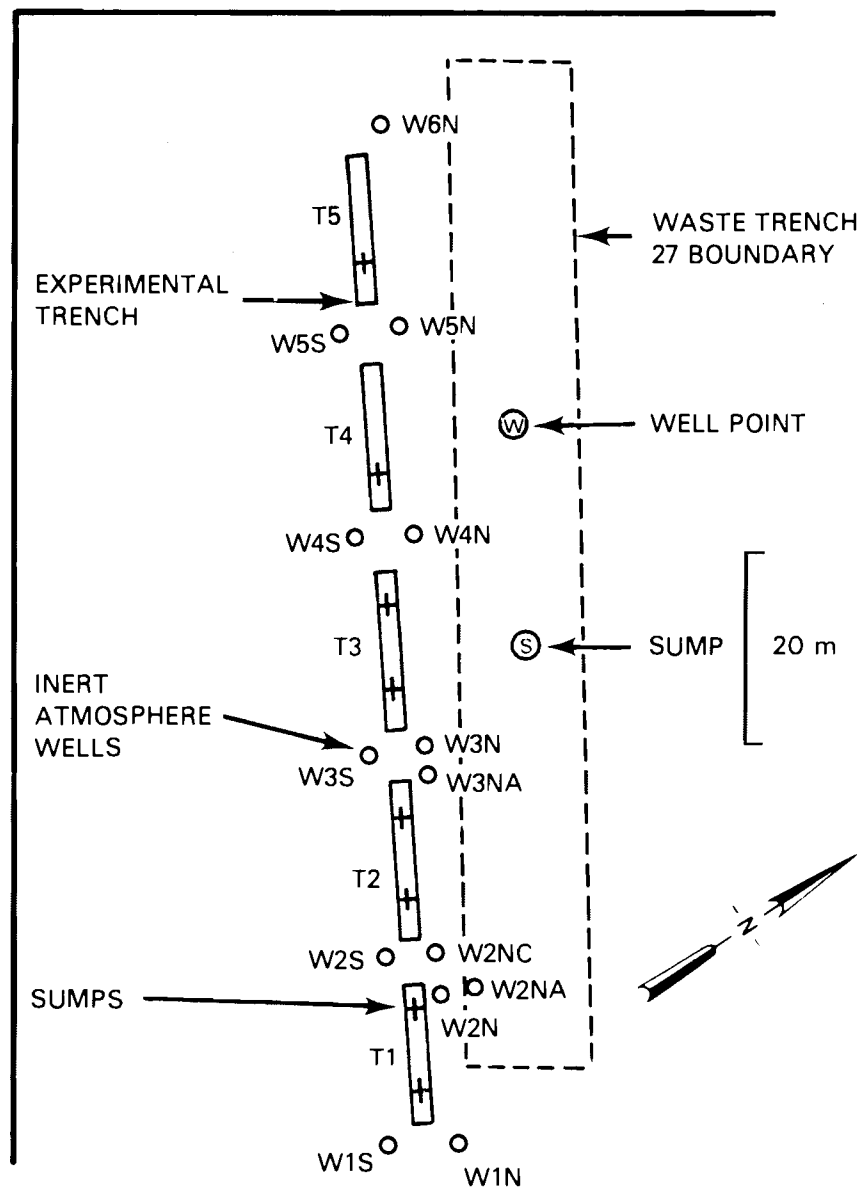 W6N
T5
WASTE TRENCH
27 BOUNDARY
EXPERIMENTAL
TRENCH
W5S
W5N
T4
W
WELL POINT
W4S
W4N
T3
S
SUMP
20 m
INERT
ATMOSPHERE
WELLS
W3N
W3S
W3NA
T2
N
W2S
W2NC
W2NA
SUMPS
W2N
T1
W1S
W1N